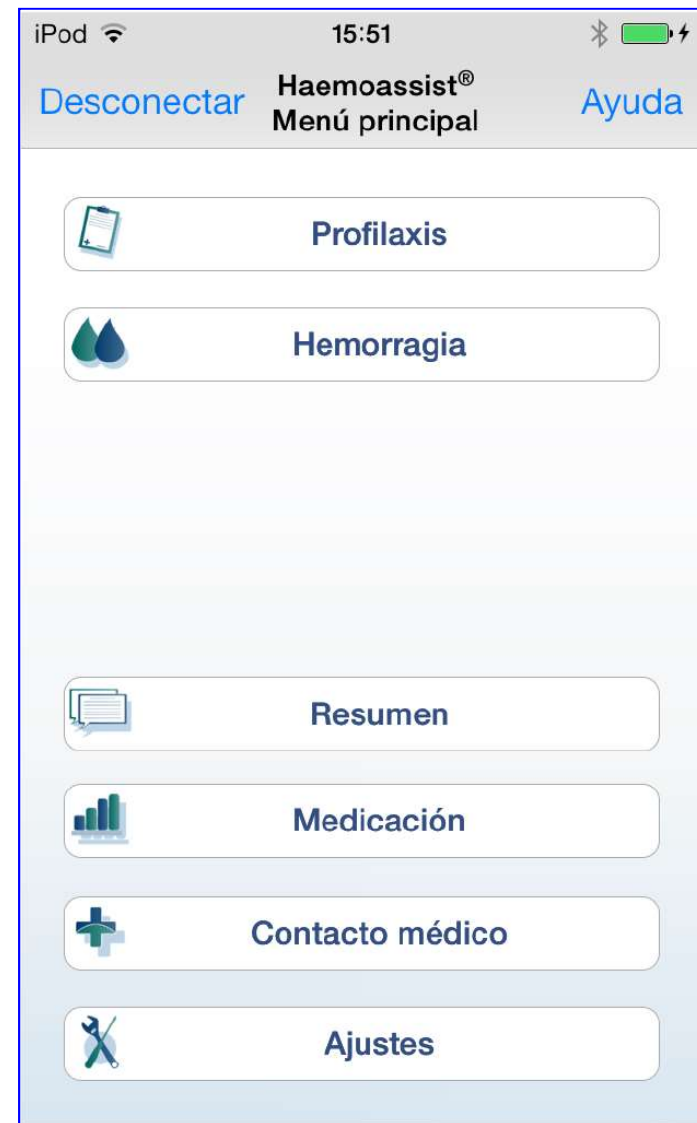 iPod 15:51
Desconectar Haemoassist® Ayuda
Menú principal
Profilaxis
Hemorragia
Resumen
Medicación
Contacto médico
Ajustes